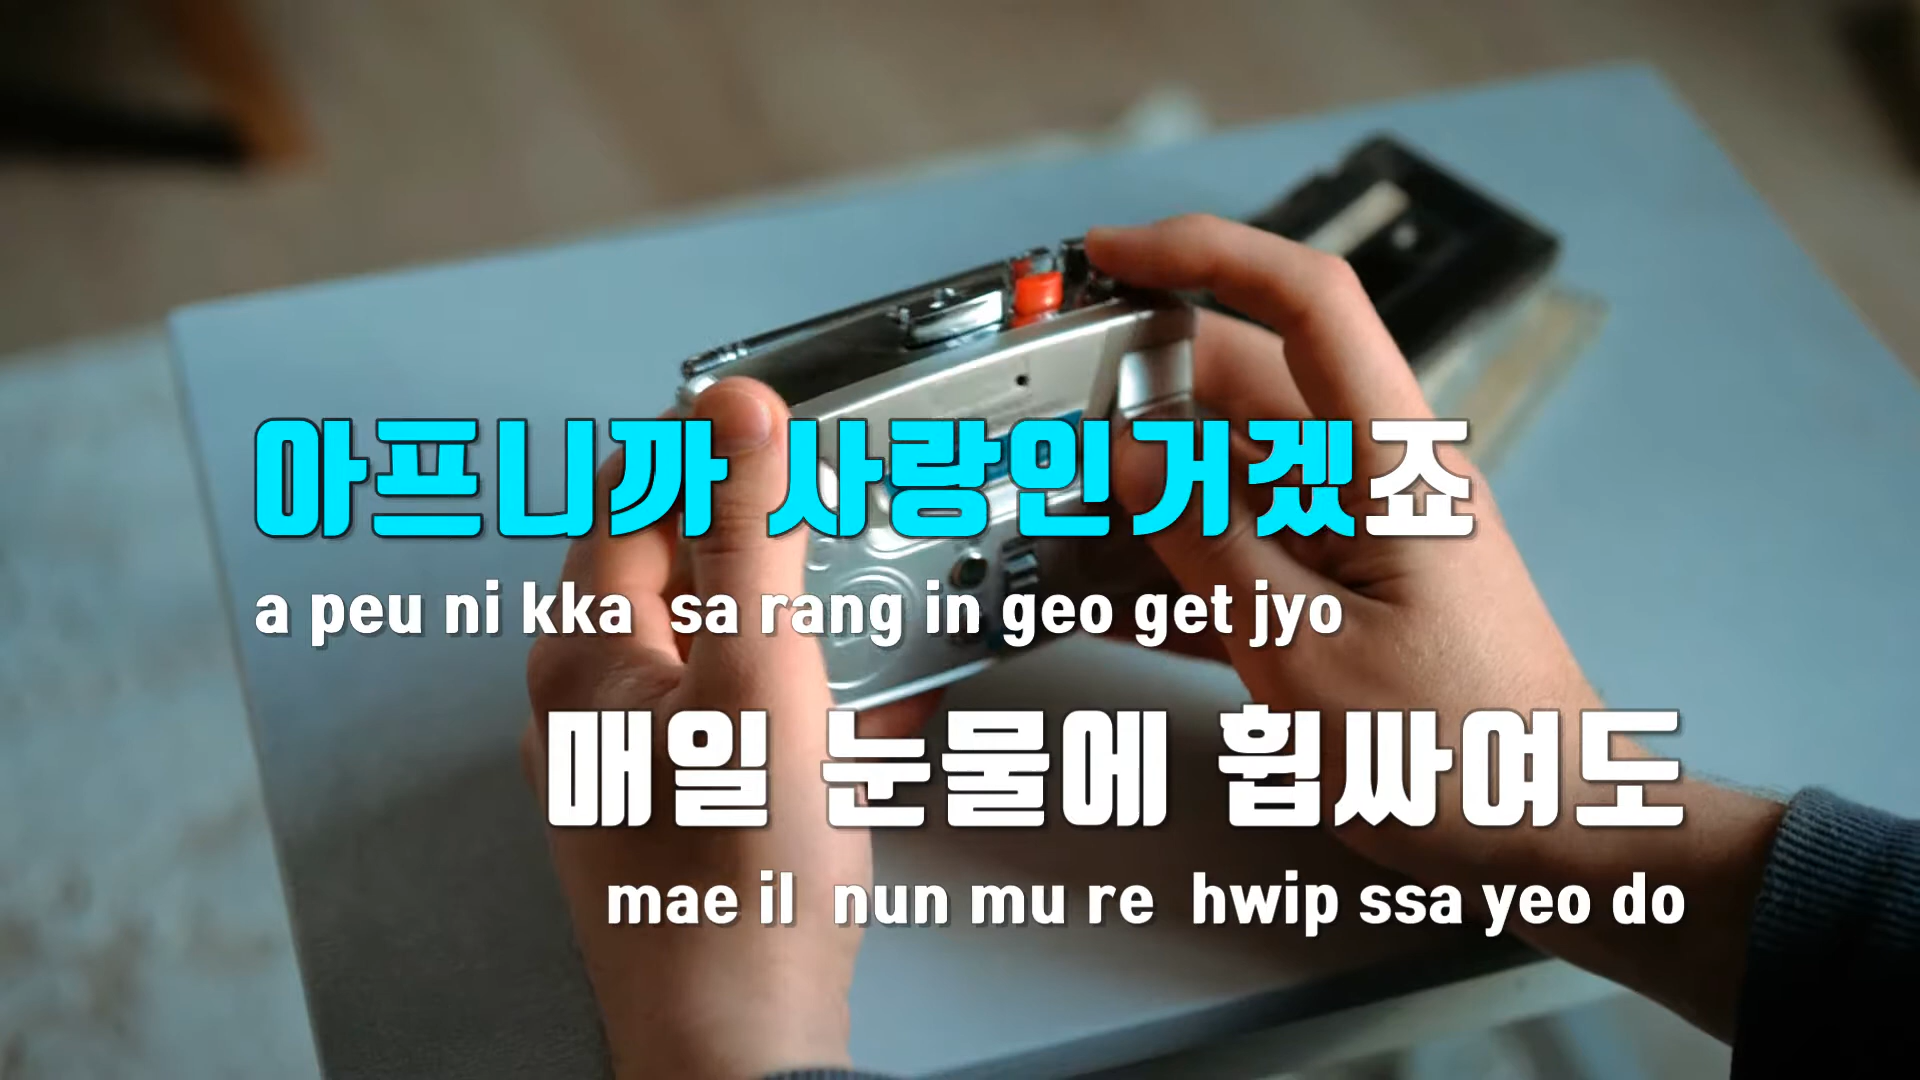 아프니까 사랑인거겠죠
a peu ni kka sa rang in geo get jyo
매일 눈물에 휩싸여도
mae il nun mu re hwip ssa yeo do